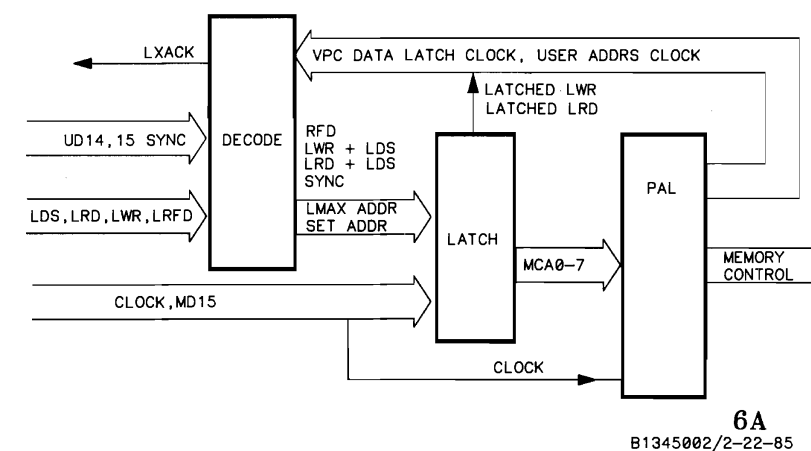 LXACK
VPC DATA LATCH CLOCK, USER ADDRS CLOCK
LATCHED LWR
LATCHED LRD
UD14,15 SYNC
DECODE
RFD
LWR + LDS
LRD + LDS
SYNC
PAL
LDS,LRD,LWR,LRFD
LMAX ADDR
SET ADDR
LATCH
MCA0-7
MEMORY
CONTROL
CLOCK,MD15
CLOCK
6A
B1345002/2-22-85